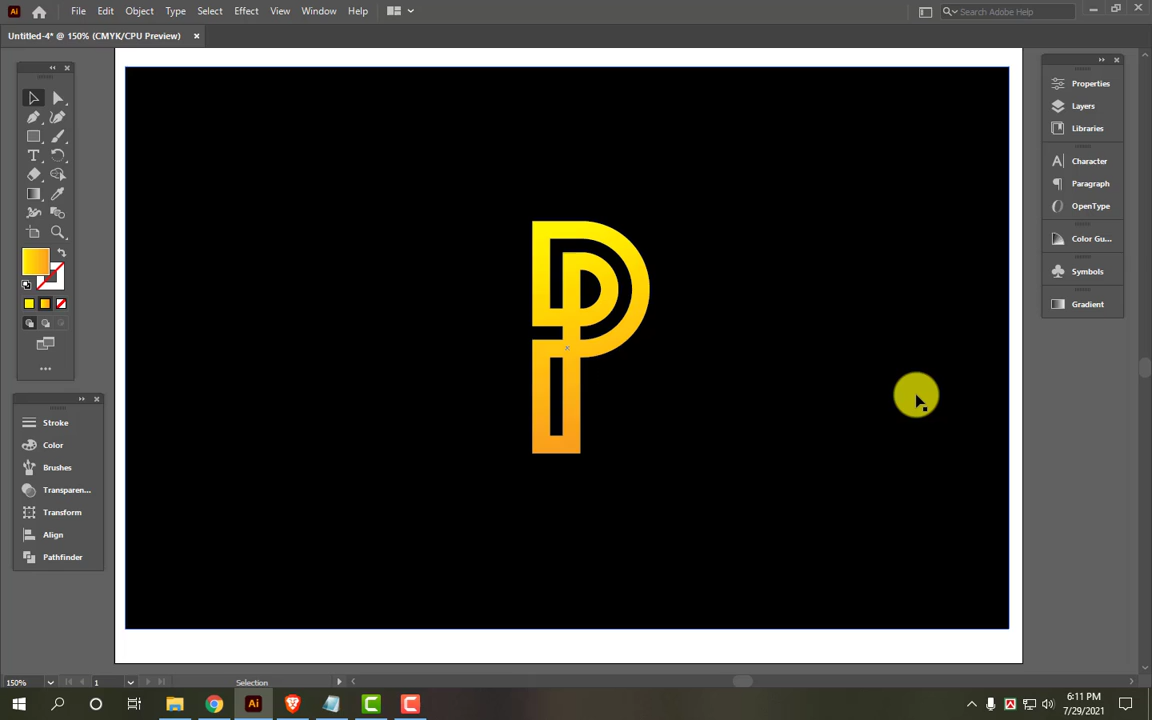 Ai File Edit Object Type Select Effect View Window Help Search Adobe Help
Untitled-4* @ 150% (CMYK/CPU Preview)
Properties
Layers
Libraries
Character
Paragraph
OpenType
Color Gu...
Symbols
Gradient
P
Stroke
Color
Brushes
Transparen...
Transform
Align
Pathfinder
150% 1 Selection
Ai
6:11 PM
7/29/2021